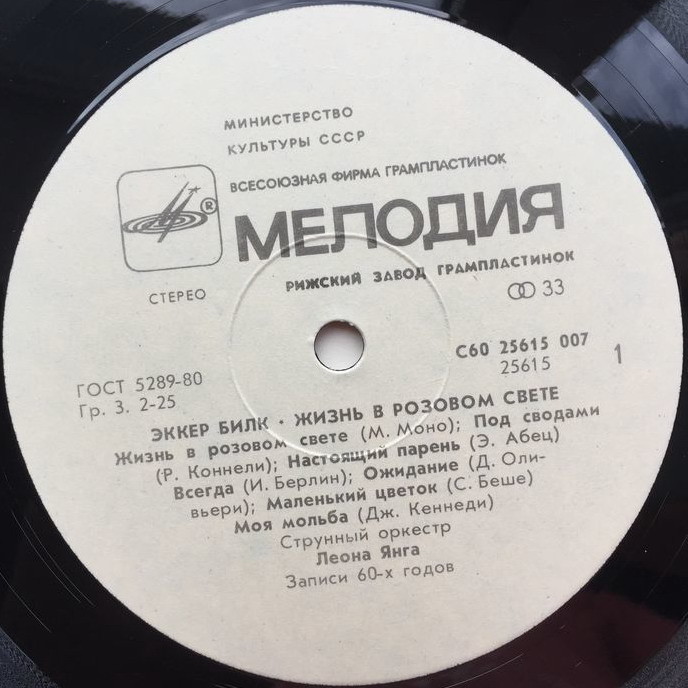 МИНИСТЕРСТВО
КУЛЬТУРЫ СССР
ВСЕСОЮЗНАЯ ФИРМА ГРАМПЛАСТИНОК
®
МЕЛОДИЯ
РИЖСКИЙ ЗАВОД ГРАМПЛАСТИНОК
СТЕРЕО
33
ГОСТ 5289-80
Гр. 3. 2-25
С60 25615 007
25615
1
ЭККЕР БИЛК · ЖИЗНЬ В РОЗОВОМ СВЕТЕ
Жизнь в розовом свете (М. Моно); Под сводами
(Р. Коннели); Настоящий парень (Э. Абец)
Всегда (И. Берлин); Ожидание (Д. Оли-
вьери); Маленький цветок (С. Беше)
Моя мольба (Дж. Кеннеди)
Струнный оркестр
Леона Янга
Записи 60-х годов